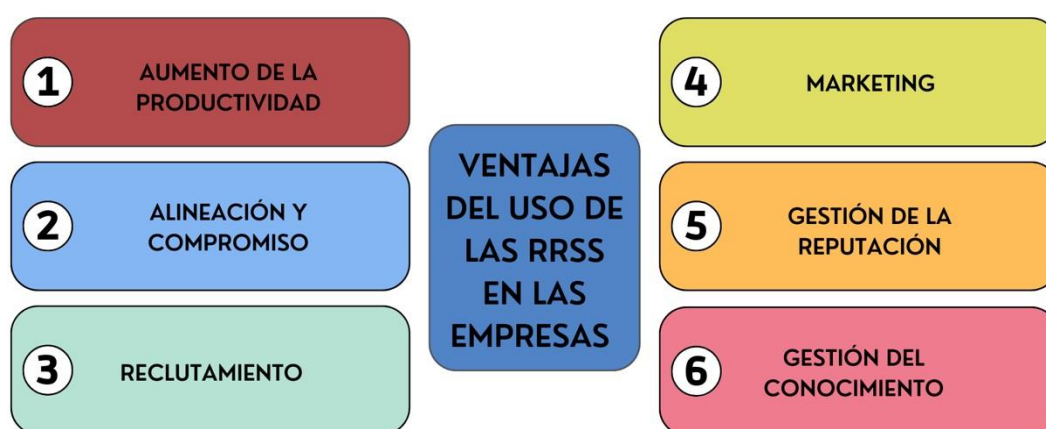 1
AUMENTO DE LA
PRODUCTIVIDAD
2
ALINEACIÓN Y
COMPROMISO
3
RECLUTAMIENTO
VENTAJAS
DEL USO DE
LAS RRSS
EN LAS
EMPRESAS
4
MARKETING
5
GESTIÓN DE LA
REPUTACIÓN
6
GESTIÓN DEL
CONOCIMIENTO